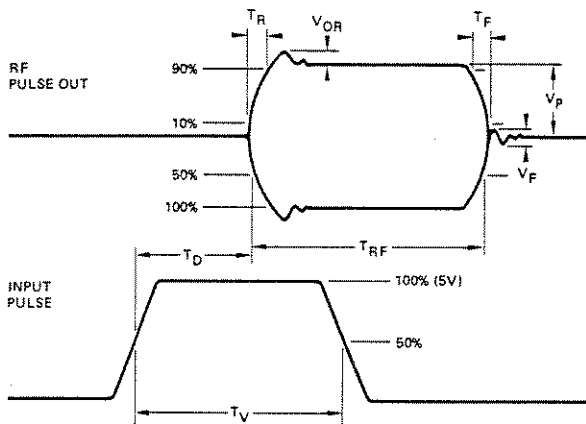 T_R
V_OR
T_F
RF
PULSE OUT
90%
V_P
10%
50%
V_F
100%
T_D
T_RF
INPUT
PULSE
100% (5V)
50%
T_V